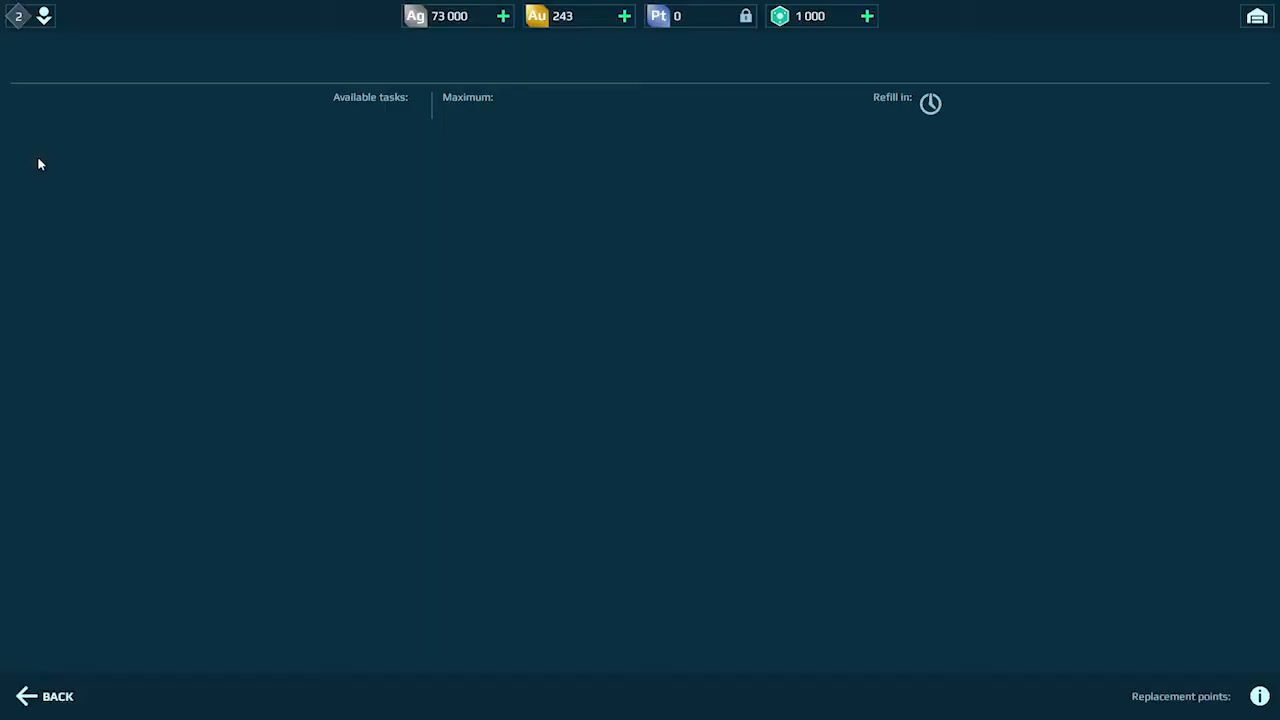 2
Ag 73 000
Au 243
Pt 0
1 000
Available tasks:
Maximum:
Refill in:
BACK
Replacement points:
i